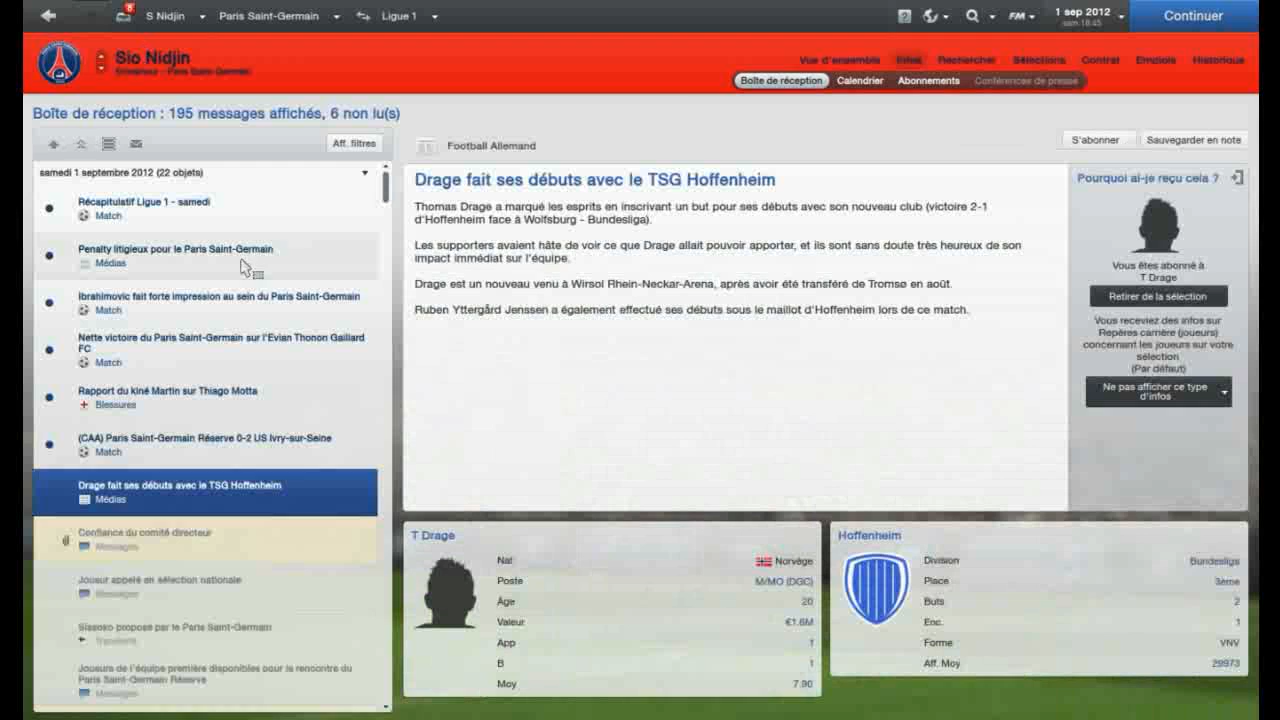 8
S Nidjin
Paris Saint-Germain
Ligue 1
?
FM
1 sep 2012
sam 18:45
Continuer
Sio Nidjin
Entraîneur - Paris Saint-Germain
Vue d'ensemble Infos Rechercher Sélections Contrat Emplois Historique
Boîte de réception Calendrier Abonnements Conférences de presse
Boîte de réception : 195 messages affichés, 6 non lu(s)
Aff. filtres
samedi 1 septembre 2012 (22 objets)
Récapitulatif Ligue 1 - samedi
Match
Penalty litigieux pour le Paris Saint-Germain
Médias
Ibrahimovic fait forte impression au sein du Paris Saint-Germain
Match
Nette victoire du Paris Saint-Germain sur l'Evian Thonon Gaillard
FC
Match
Rapport du kiné Martin sur Thiago Motta
Blessures
(CAA) Paris Saint-Germain Réserve 0-2 US Ivry-sur-Seine
Match
Drage fait ses débuts avec le TSG Hoffenheim
Médias
Confiance du comité directeur
Messages
Joueur appelé en sélection nationale
Messages
Sissoko proposé par le Paris Saint-Germain
Transferts
Joueurs de l'équipe première disponibles pour la rencontre du
Paris Saint-Germain Réserve
Messages
Football Allemand
S'abonner
Sauvegarder en note
Drage fait ses débuts avec le TSG Hoffenheim
Thomas Drage a marqué les esprits en inscrivant un but pour ses débuts avec son nouveau club (victoire 2-1
d'Hoffenheim face à Wolfsburg - Bundesliga).
Les supporters avaient hâte de voir ce que Drage allait pouvoir apporter, et ils sont sans doute très heureux de son
impact immédiat sur l'équipe.
Drage est un nouveau venu à Wirsol Rhein-Neckar-Arena, après avoir été transféré de Tromsø en août.
Ruben Yttergård Jenssen a également effectué ses débuts sous le maillot d'Hoffenheim lors de ce match.
Pourquoi ai-je reçu cela ?
Vous êtes abonné à
T Drage
Retirer de la sélection
Vous receviez des infos sur
Repères carrière (joueurs)
concernant les joueurs sur votre
sélection
(Par défaut)
Ne pas afficher ce type
d'infos
T Drage
Nat Norvège
Poste M/MO (DGC)
Âge 20
Valeur €1.6M
App 1
B 1
Moy 7.90
Hoffenheim
Division Bundesliga
Place 3ème
Buts 2
Enc. 1
Forme VNV
Aff. Moy 29973